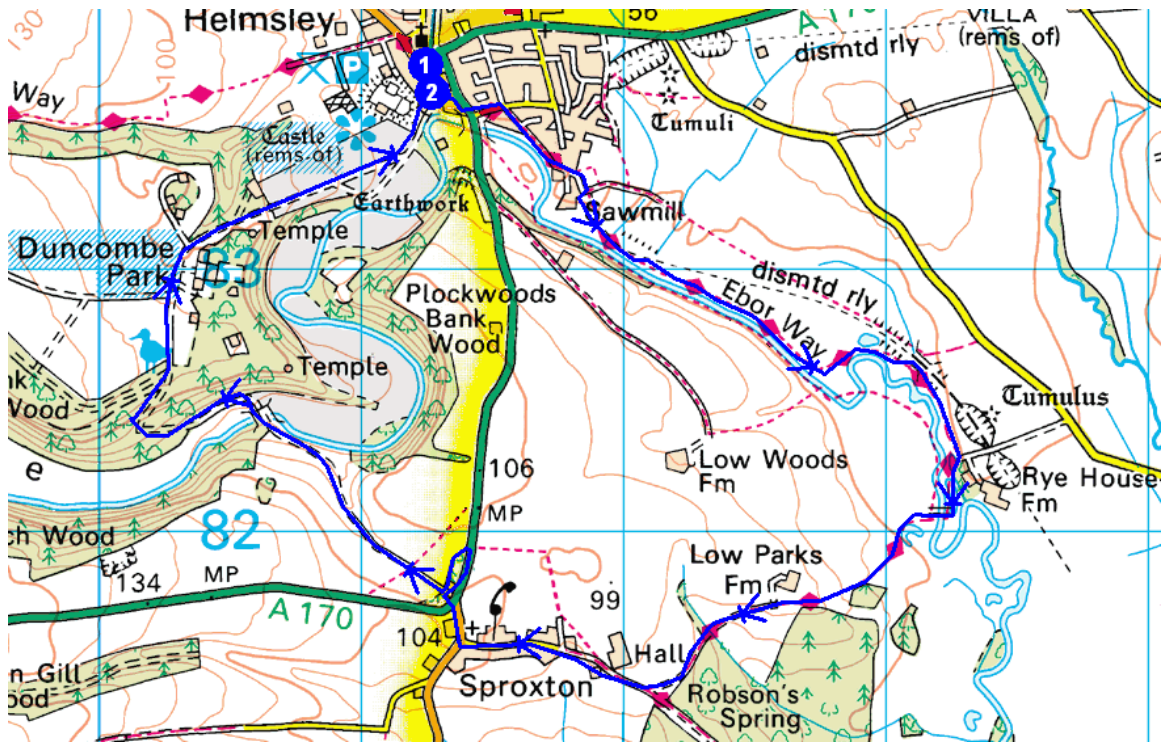 Helmsley
56
A 170
VILLA
(rems of)
130
100
P
1
2
dismtd rly
Way
Castle
(rems of)
Tumuli
Earthwork
Sawmill
Temple
Duncombe
Park
83
dismtd rly
Ebor Way
Plockwoods
Bank
Wood
Temple
Wood
Tumulus
e
106
Low Woods
Fm
Rye House
Fm
MP
82
Wood
134
MP
Low Parks
Fm
A 170
99
104
Hall
Gill
Sproxton
Robson's
Spring